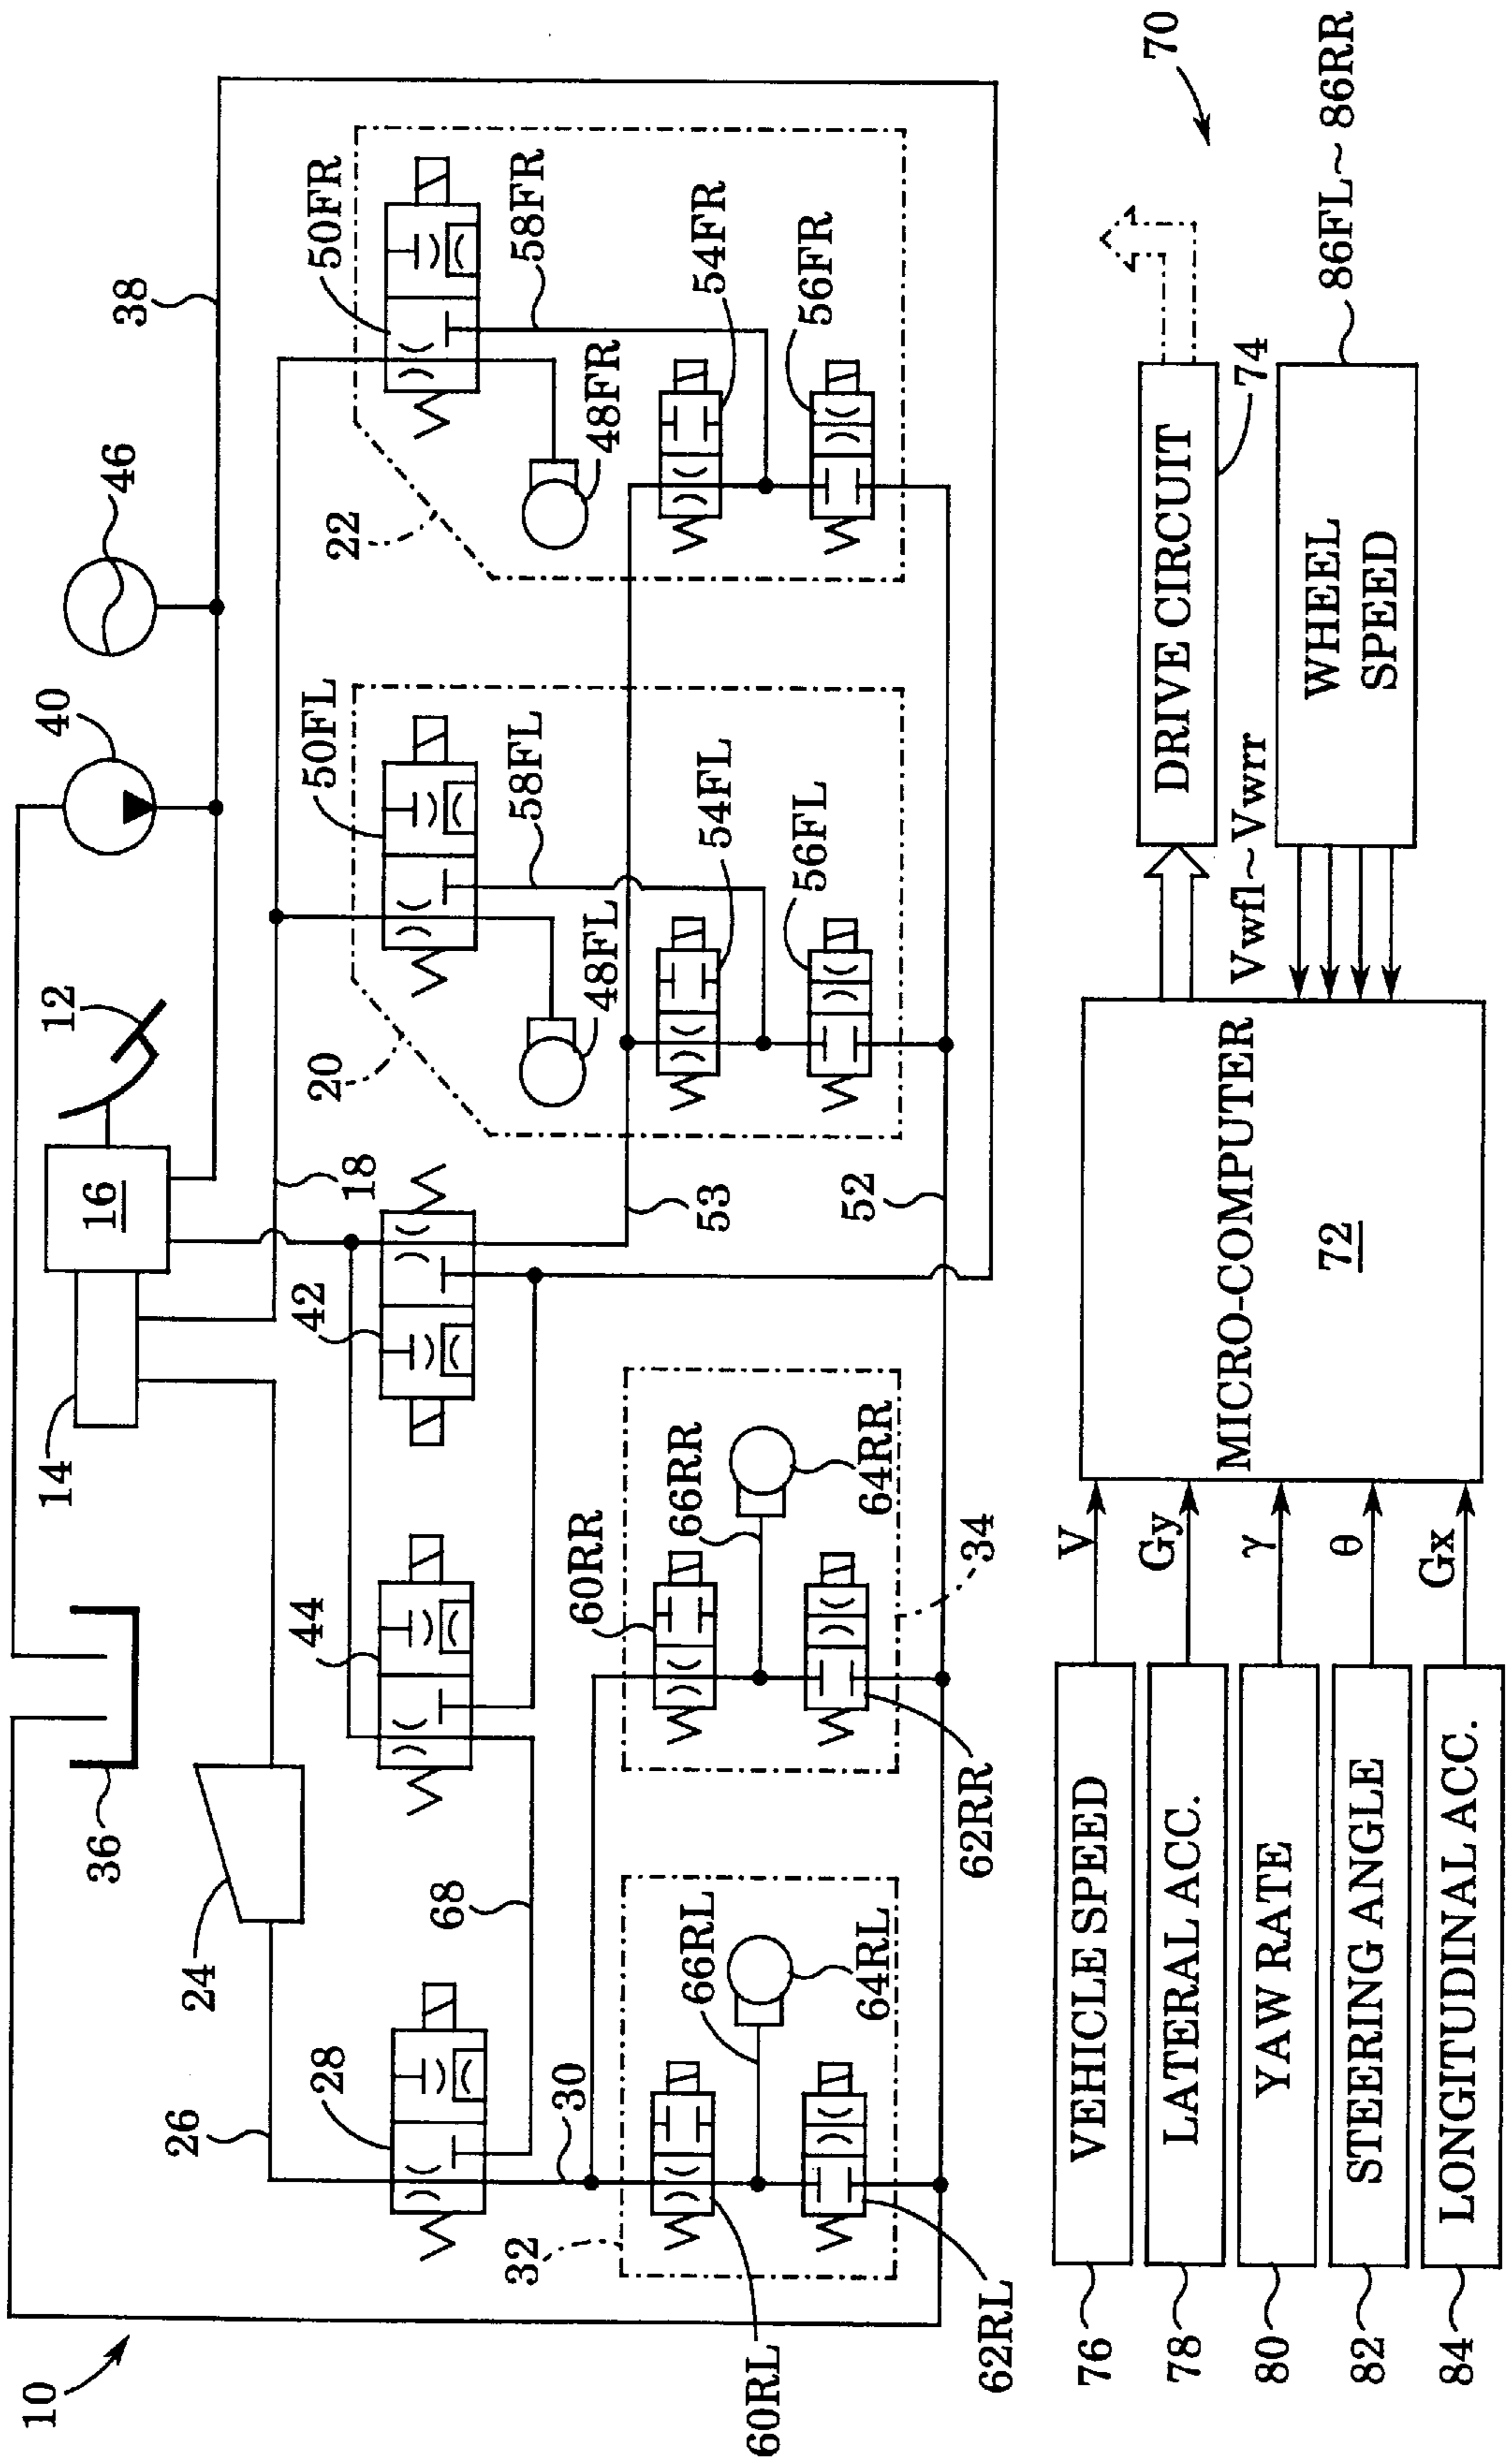 10
36
14
16
12
40
46
38
24
26
28
44
42
18
20
50FL
22
50FR
68
30
48FL
58FL
48FR
58FR
32
60RL
66RL
64RL
62RL
60RR
66RR
64RR
62RR
34
53
52
54FL
56FL
54FR
56FR
70
76
VEHICLE SPEED
V
78
LATERAL ACC.
Gy
80
YAW RATE
γ
82
STEERING ANGLE
θ
84
LONGITUDINAL ACC.
Gx
MICRO-COMPUTER
72
DRIVE CIRCUIT
74
Vwfl~Vwrr
WHEEL
SPEED
86FL~86RR